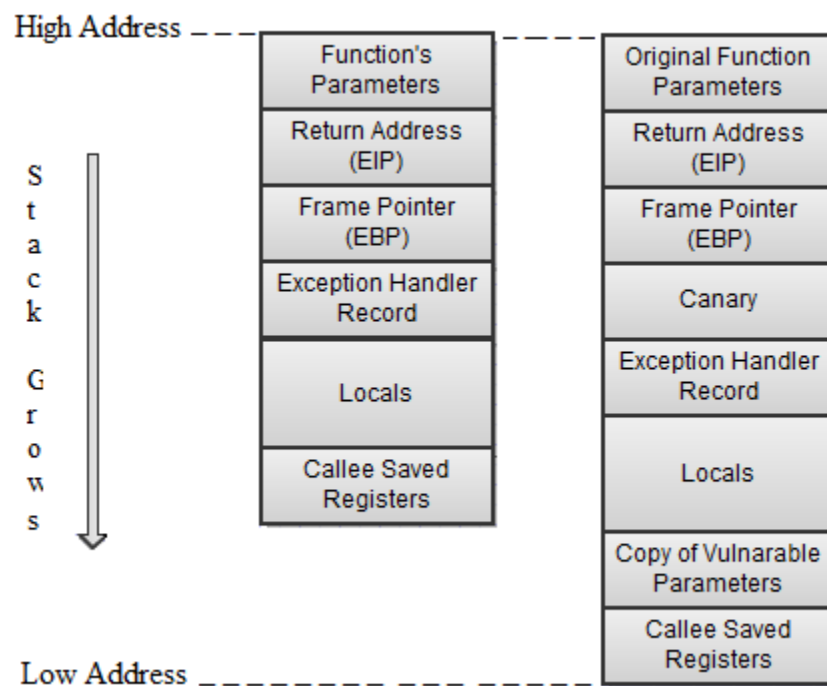 High Address
Function's
Parameters
Return Address
(EIP)
Frame Pointer
(EBP)
Exception Handler
Record
Locals
Callee Saved
Registers
Original Function
Parameters
Return Address
(EIP)
Frame Pointer
(EBP)
Canary
Exception Handler
Record
Locals
Copy of Vulnarable
Parameters
Callee Saved
Registers
Stack
Grows
Low Address